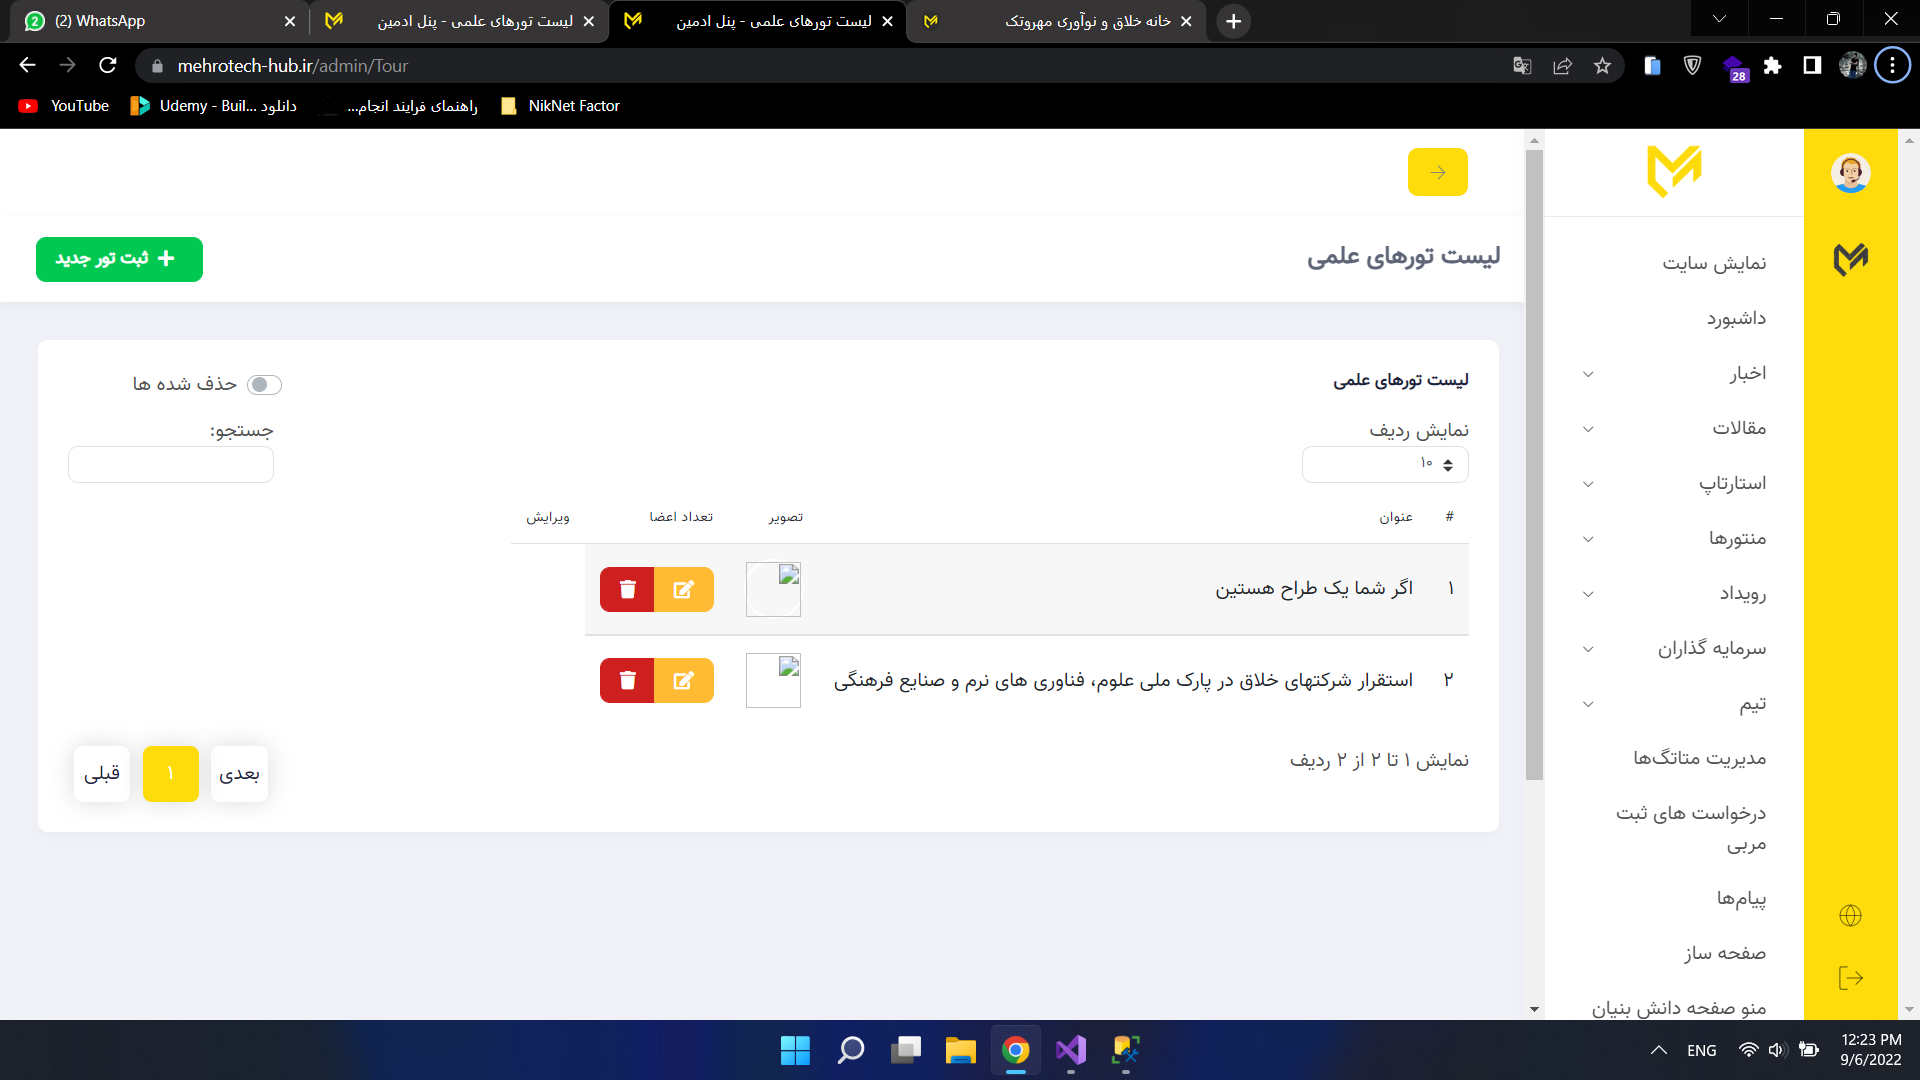 (2) WhatsApp
لیست تورهای علمی - پنل ادمین
لیست تورهای علمی - پنل ادمین
خانه خلاق و نوآوری مهروتک
mehrotech-hub.ir/admin/Tour
28
YouTube
دانلود Udemy - Buil...
راهنمای فرایند انجام...
NikNet Factor
لیست تورهای علمی
ثبت تور جدید
لیست تورهای علمی
حذف شده ها
نمایش ردیف
۱۰
جستجو:
# عنوان تصویر تعداد اعضا ویرایش
۱ اگر شما یک طراح هستین
۲ استقرار شرکتهای خلاق در پارک ملی علوم، فناوری های نرم و صنایع فرهنگی
نمایش ۱ تا ۲ از ۲ ردیف
بعدی ۱ قبلی
نمایش سایت
داشبورد
اخبار
مقالات
استارتاپ
منتورها
رویداد
سرمایه گذاران
تیم
مدیریت متاتگ‌ها
درخواست های ثبت
مربی
پیام‌ها
صفحه ساز
منو صفحه دانش بنیان
ENG
12:23 PM
9/6/2022